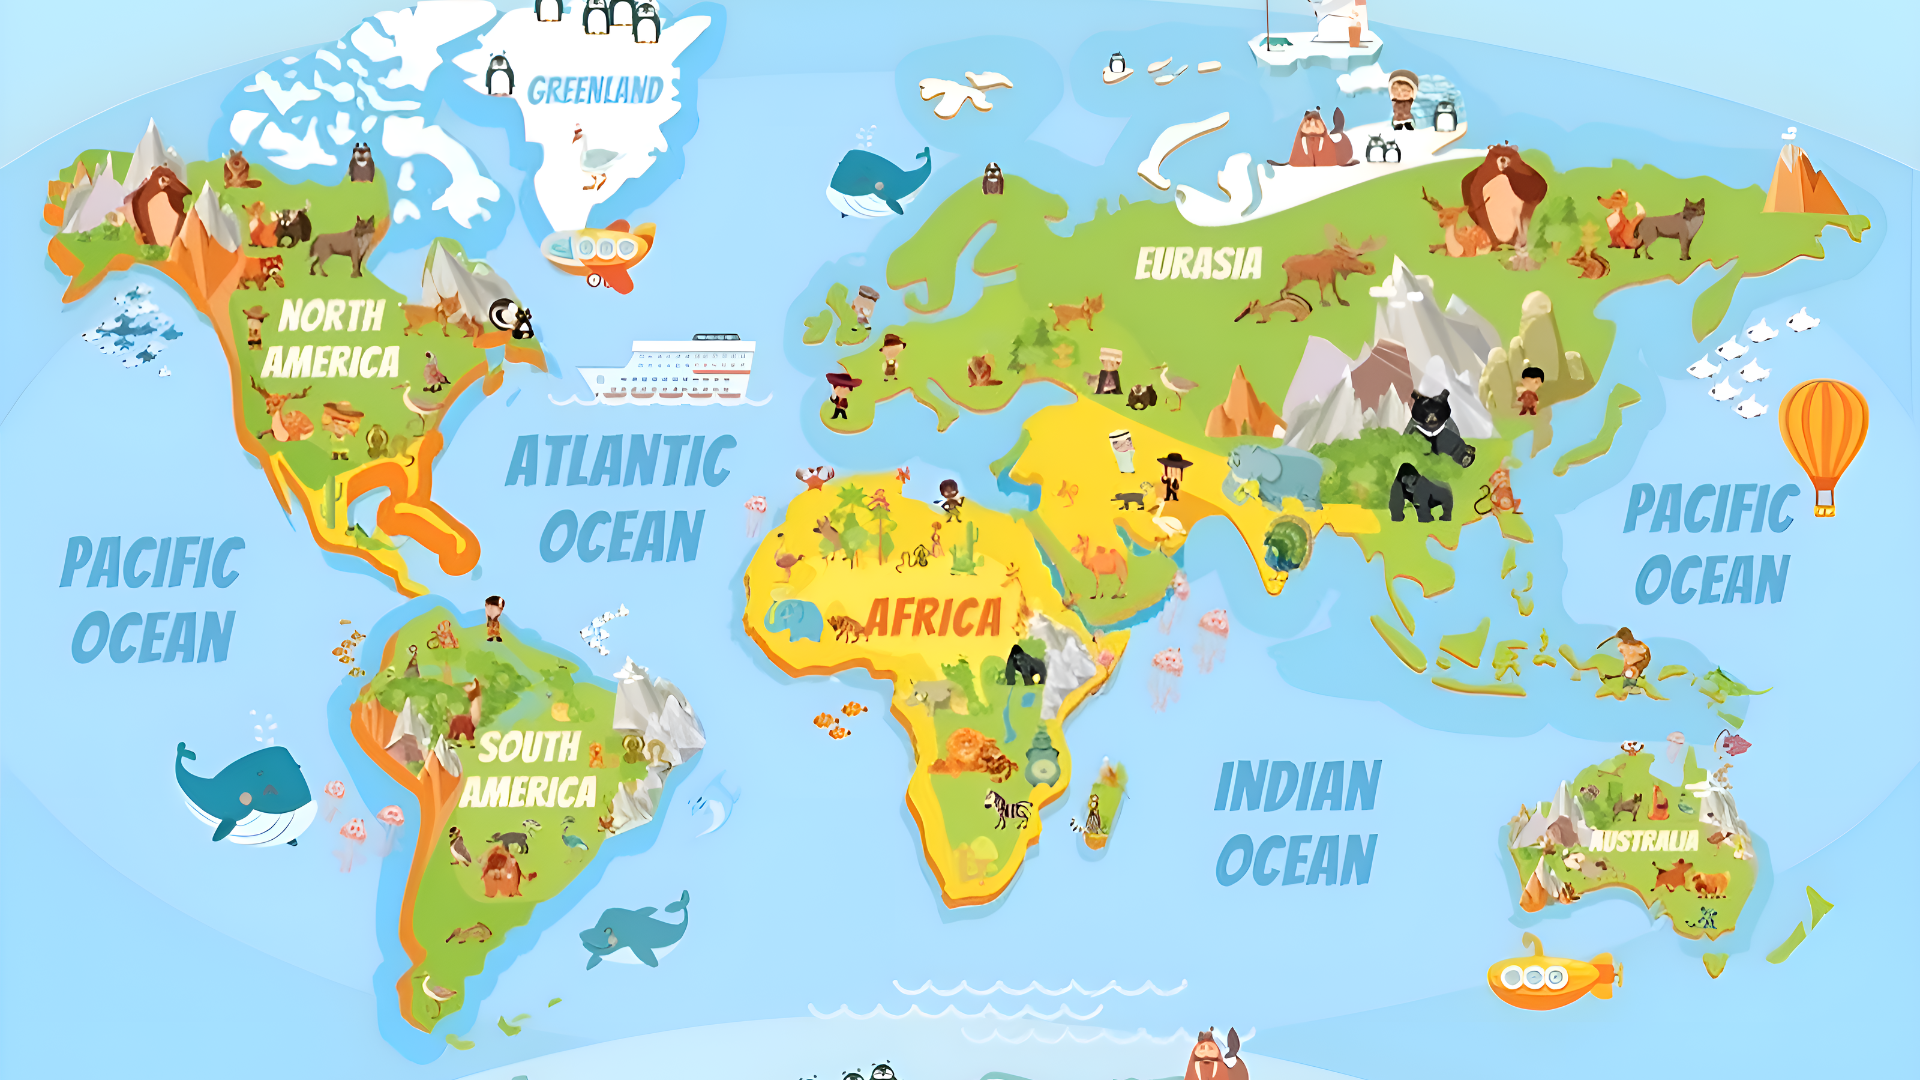 GREENLAND
EURASIA
NORTH
AMERICA
ATLANTIC
OCEAN
PACIFIC
OCEAN
PACIFIC
OCEAN
AFRICA
SOUTH
AMERICA
INDIAN
OCEAN
AUSTRALIA